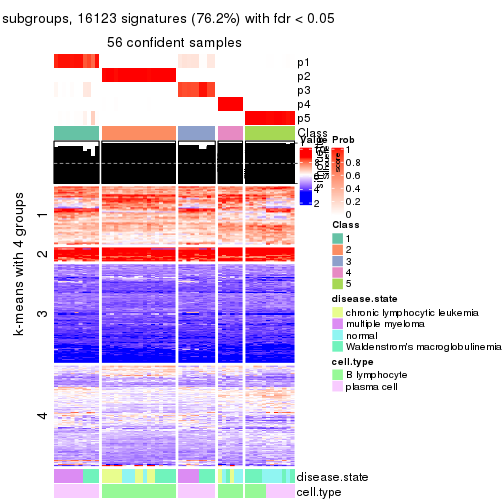 subgroups, 16123 signatures (76.2%) with fdr < 0.05
56 confident samples
p1
p2
p3
p4
p5
Class
k-means with 4 groups
1
2
3
4
Value
2
Prob
1
0.8
0.6
0.4
0.2
0
Class
1
2
3
4
5
disease.state
chronic lymphocytic leukemia
multiple myeloma
normal
Waldenstrom's macroglobulinemia
cell.type
B lymphocyte
plasma cell
disease.state
cell.type